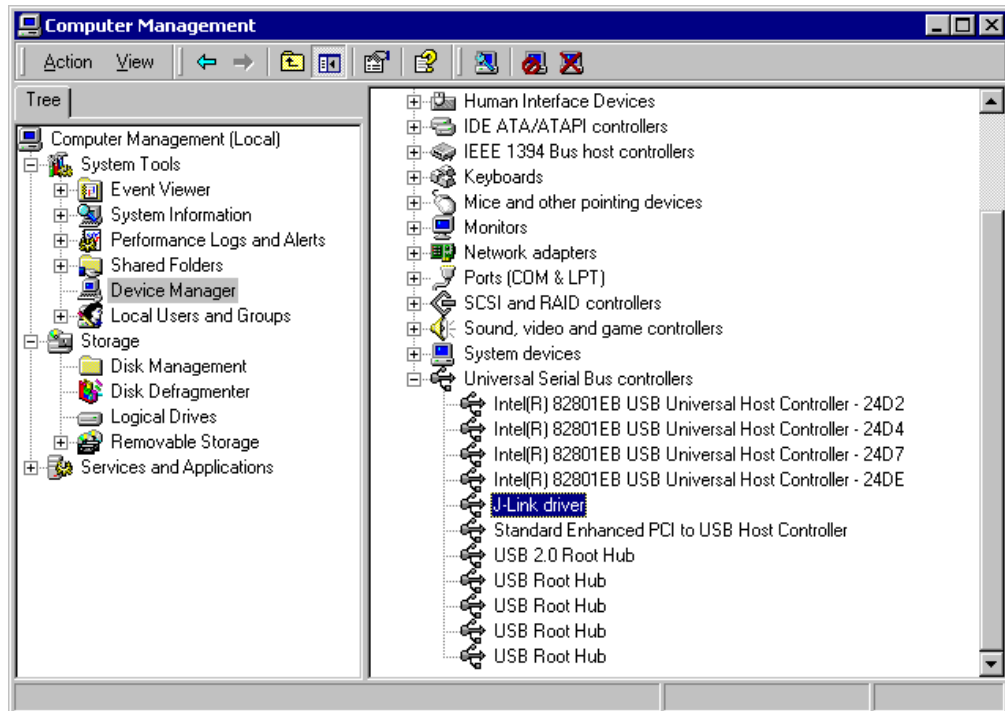 Computer Management
Action View
Tree
Computer Management (Local)
System Tools
Event Viewer
System Information
Performance Logs and Alerts
Shared Folders
Device Manager
Local Users and Groups
Storage
Disk Management
Disk Defragmenter
Logical Drives
Removable Storage
Services and Applications
Human Interface Devices
IDE ATA/ATAPI controllers
IEEE 1394 Bus host controllers
Keyboards
Mice and other pointing devices
Monitors
Network adapters
Ports (COM & LPT)
SCSI and RAID controllers
Sound, video and game controllers
System devices
Universal Serial Bus controllers
Intel(R) 82801EB USB Universal Host Controller - 24D2
Intel(R) 82801EB USB Universal Host Controller - 24D4
Intel(R) 82801EB USB Universal Host Controller - 24D7
Intel(R) 82801EB USB Universal Host Controller - 24DE
J-Link driver
Standard Enhanced PCI to USB Host Controller
USB 2.0 Root Hub
USB Root Hub
USB Root Hub
USB Root Hub
USB Root Hub